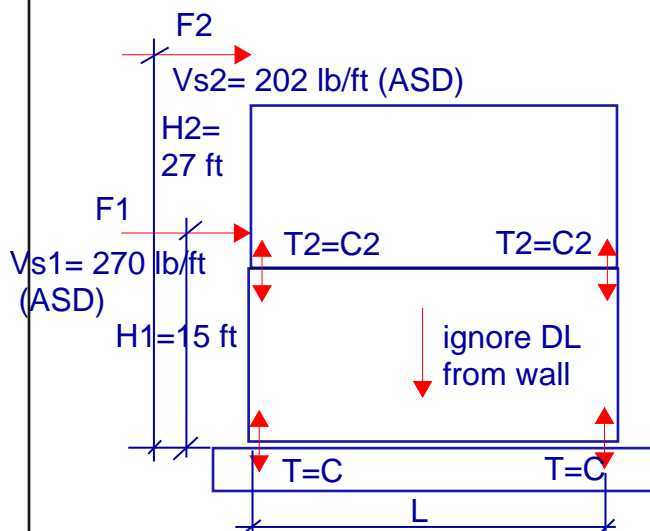 F2
Vs2= 202 lb/ft (ASD)
H2=
27 ft
F1
T2=C2
T2=C2
Vs1= 270 lb/ft
(ASD)
H1=15 ft
ignore DL
from wall
T=C
T=C
L